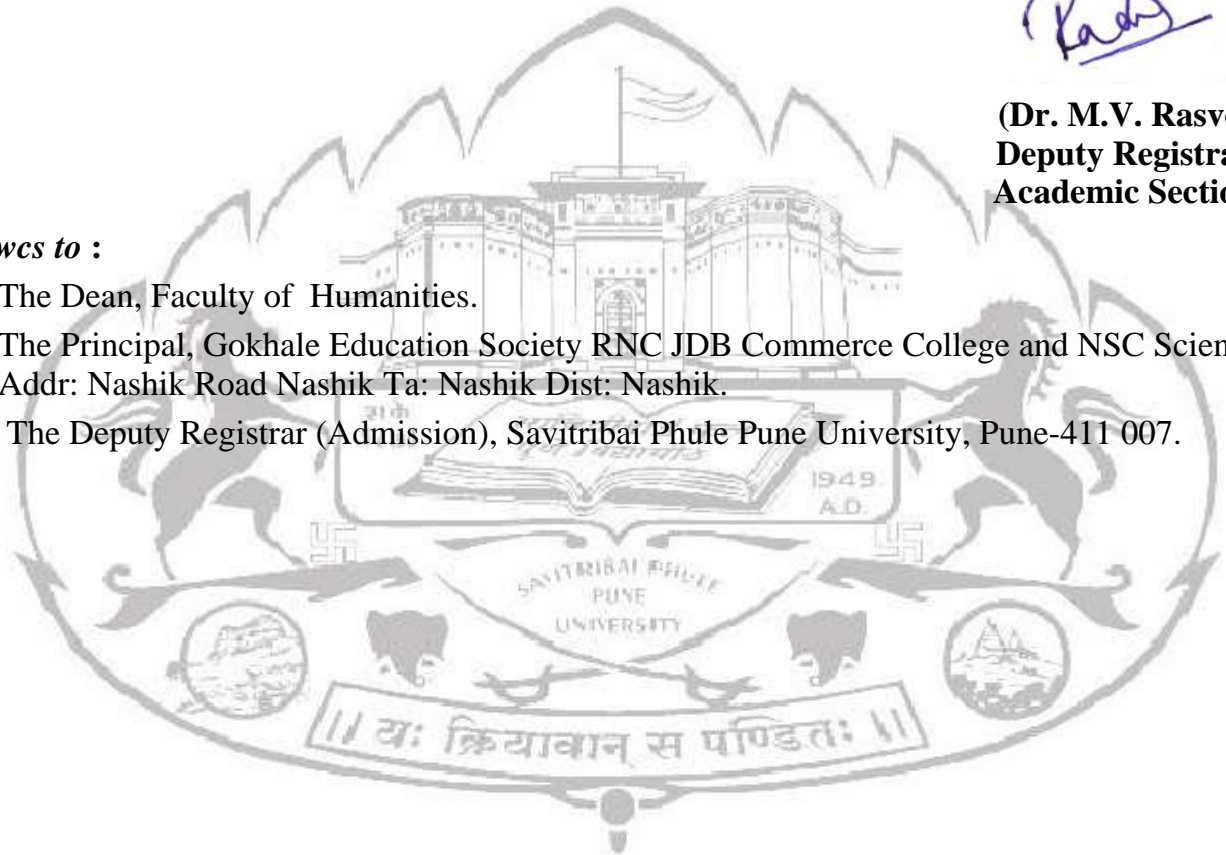 (Dr. M.V. Rasve
Deputy Registra
Academic Sectio
wcs to :
The Dean, Faculty of Humanities.
The Principal, Gokhale Education Society RNC JDB Commerce College and NSC Scien
Addr: Nashik Road Nashik Ta: Nashik Dist: Nashik.
The Deputy Registrar (Admission), Savitribai Phule Pune University, Pune-411 007.
1949
A.D.
SAVITRIBAI PHULE
PUNE
UNIVERSITY
|| यः क्रियावान् स पण्डितः ||